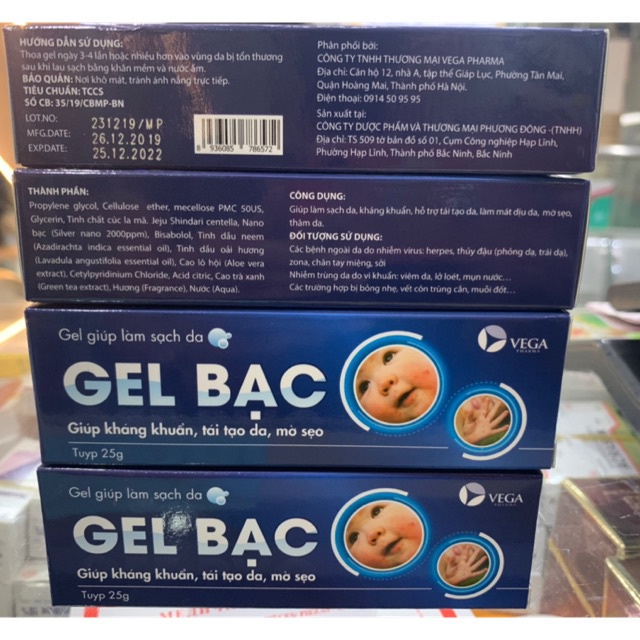 HƯỚNG DẪN SỬ DỤNG:
Thoa gel ngày 3-4 lần hoặc nhiều hơn vào vùng da bị tổn thương
sau khi lau sạch bằng khăn mềm và nước ấm.
BẢO QUẢN: Nơi khô mát, tránh ánh nắng trực tiếp.
TIÊU CHUẨN: TCCS
SỐ CB: 35/19/CBMP-BN
LOT.NO: 231219/MP
MFG.DATE: 26.12.2019
EXP.DATE: 25.12.2022
8 936085 786572
Phân phối bởi:
CÔNG TY TNHH THƯƠNG MẠI VEGA PHARMA
Địa chỉ: Căn hộ 12, nhà A, tập thể Giáp Lục, Phường Tân Mai,
Quận Hoàng Mai, Thành phố Hà Nội.
Điện thoại: 0914 50 95 95
Sản xuất tại:
CÔNG TY DƯỢC PHẨM VÀ THƯƠNG MẠI PHƯƠNG ĐÔNG -(TNHH)
Địa chỉ: TS 509 tờ bản đồ số 01, Cụm Công nghiệp Hạp Lĩnh,
Phường Hạp Lĩnh, Thành phố Bắc Ninh, Bắc Ninh
THÀNH PHẦN:
Propylene glycol, Cellulose ether, mecellose PMC 50US,
Glycerin, Tinh chất cúc la mã. Jeju Shindari centella, Nano
bạc (Silver nano 2000ppm), Bisabolol, Tinh dầu neem
(Azadirachta indica essential oil), Tinh dầu oải hương
(Lavadula angustifolia essential oil), Cao lô hội (Aloe vera
extract), Cetylpyridinium Chloride, Acid citric, Cao trà xanh
(Green tea extract), Hương (Fragrance), Nước (Aqua).
CÔNG DỤNG:
Giúp làm sạch da, kháng khuẩn, hỗ trợ tái tạo da, làm mát dịu da, mờ sẹo,
thâm da.
ĐỐI TƯỢNG SỬ DỤNG:
Các bệnh ngoài da do nhiễm virus: herpes, thủy đậu (phỏng dạ, trái dạ),
zona, chân tay miệng, sởi
Nhiễm trùng da do vi khuẩn: viêm da, lở loét, mụn nước...
Các trường hợp bị bỏng nhẹ, vết côn trùng cắn, muỗi đốt...
Gel giúp làm sạch da
VEGA
PHARMA
GEL BẠC
Giúp kháng khuẩn, tái tạo da, mờ sẹo
Tuýp 25g
Gel giúp làm sạch da
VEGA
PHARMA
GEL BẠC
Giúp kháng khuẩn, tái tạo da, mờ sẹo
Tuýp 25g